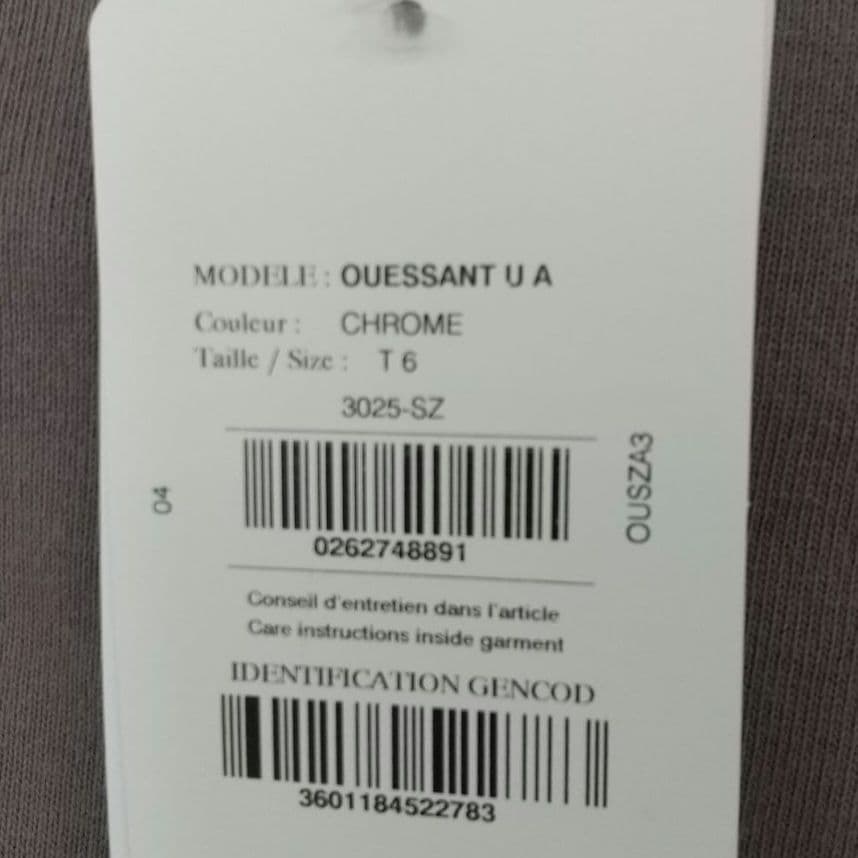 MODELE : OUESSANT U A
Couleur : CHROME
Taille / Size : T 6
3025-SZ
04
OUSZA3
0262748891
Conseil d'entretien dans l'article
Care instructions inside garment
IDENTIFICATION GENCOD
3601184522783